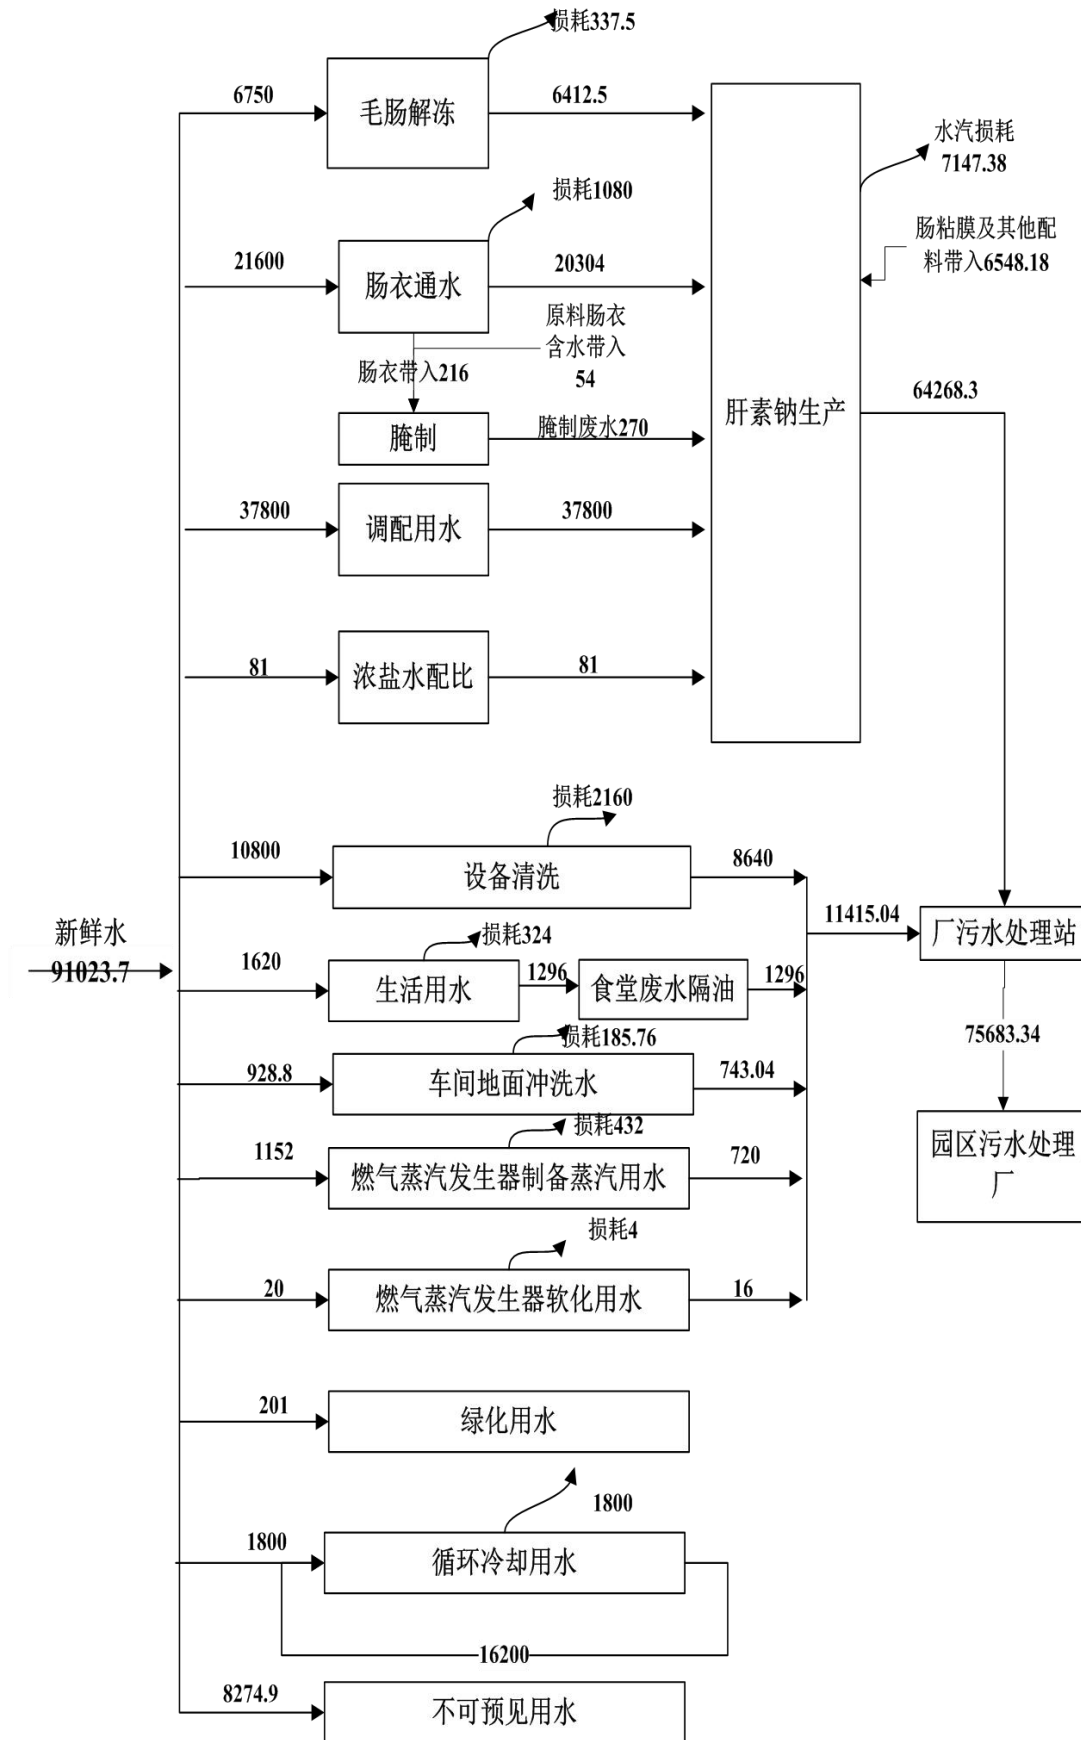 损耗337.5
6750
毛肠解冻
6412.5
水汽损耗
7147.38
损耗1080
肠粘膜及其他配
料带入6548.18
21600
肠衣通水
20304
原料肠衣
含水带入
54
肠衣带入216
64268.3
肝素钠生产
腌制
腌制废水270
37800
调配用水
37800
81
浓盐水配比
81
损耗2160
10800
设备清洗
8640
11415.04
厂污水处理站
新鲜水
91023.7
损耗324
1620
生活用水
1296
食堂废水隔油
1296
损耗185.76
75683.34
928.8
车间地面冲洗水
743.04
损耗432
园区污水处理
厂
1152
燃气蒸汽发生器制备蒸汽用水
720
损耗4
20
燃气蒸汽发生器软化用水
16
201
绿化用水
1800
1800
循环冷却用水
16200
8274.9
不可预见用水